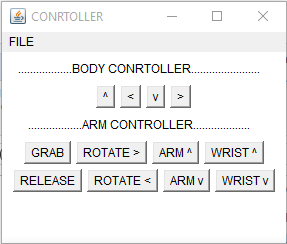 CONRTOLLER
FILE
..................BODY CONRTOLLER.......................
^ < v >
..................ARM CONTROLLER...................
GRAB ROTATE > ARM ^ WRIST ^
RELEASE ROTATE < ARM v WRIST v